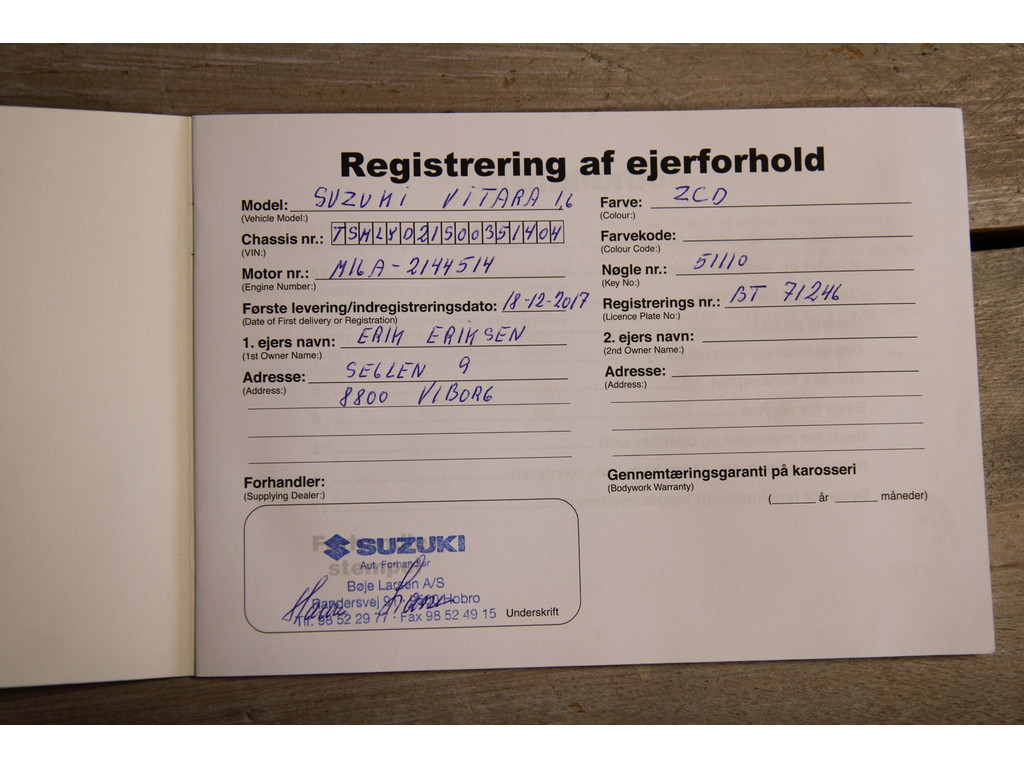 Registrering af ejerforhold
Model: SUZUKI VITARA 1,6
(Vehicle Model:)
Chassis nr.: TSMLYD21S00351404
(VIN:)
Motor nr.: M16A-2144514
(Engine Number:)
Første levering/indregistreringsdato: 18-12-2017
(Date of First delivery or Registration)
1. ejers navn: ERIK ERIKSEN
(1st Owner Name:)
Adresse: 9
(Address:)
8800 VIBORG
Forhandler:
(Supplying Dealer:)
SUZUKI
Aut. Forhandler
Bøje Larsen A/S
Randersvej Hobro
Tlf. 98 52 29 77 · Fax 98 52 49 15
Underskrift
Farve: ZCD
(Colour:)
Farvekode:
(Colour Code:)
Nøgle nr.: 51110
(Key No:)
Registrerings nr.: BT 71246
(Licence Plate No:)
2. ejers navn:
(2nd Owner Name:)
Adresse:
(Address:)
Gennemtæringsgaranti på karosseri
(Bodywork Warranty)
(______ år ______ måneder)